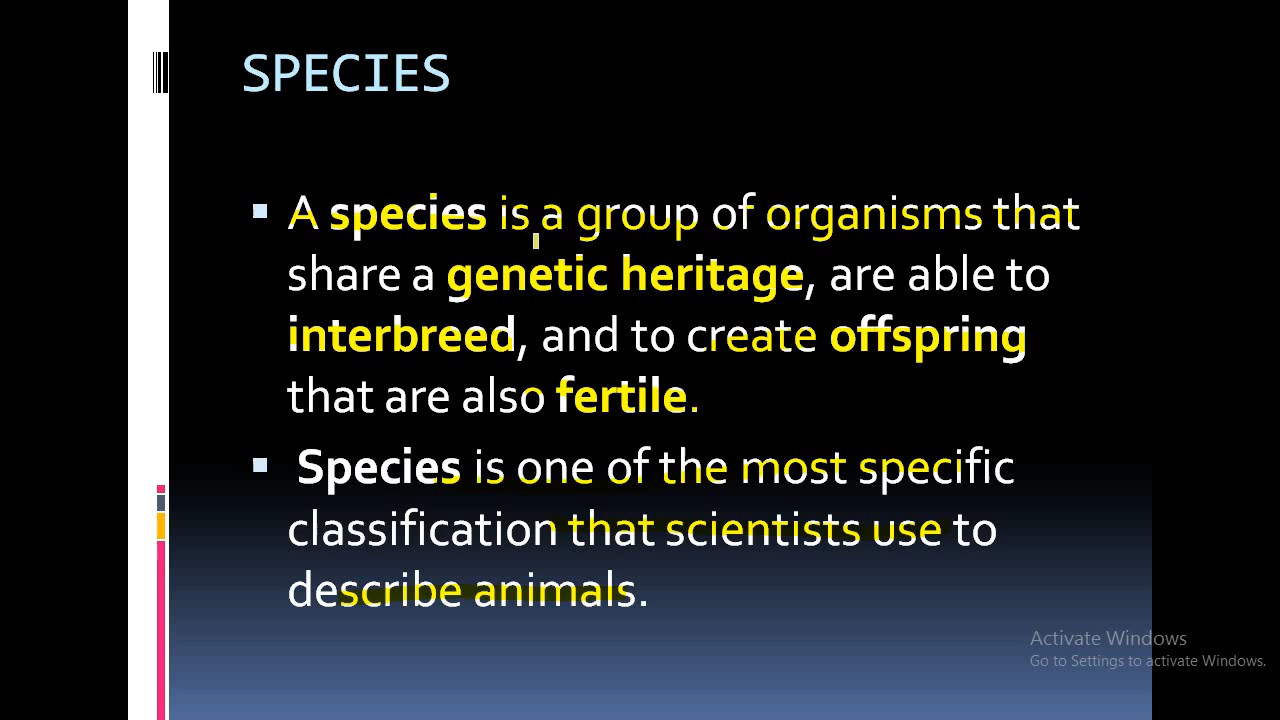 SPECIES
A species is a group of organisms that
share a genetic heritage, are able to
interbreed, and to create offspring
that are also fertile.
Species is one of the most specific
classification that scientists use to
describe animals.
Activate Windows
Go to Settings to activate Windows.